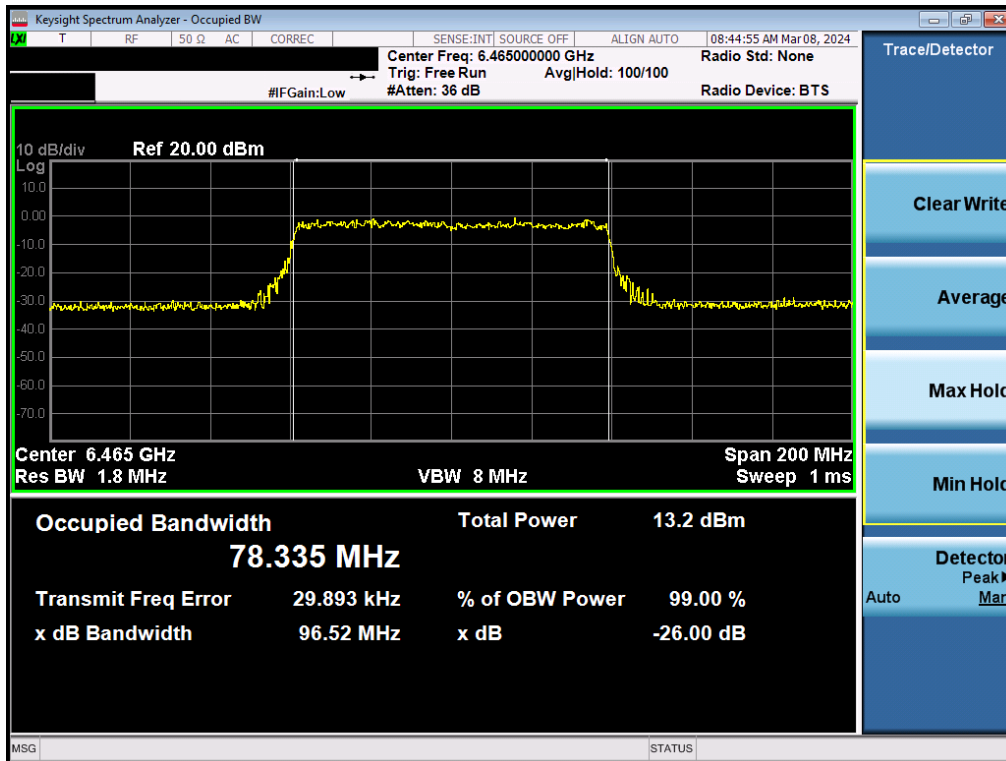 Keysight Spectrum Analyzer - Occupied BW
LXI T RF 50 Ω AC CORREC SENSE:INT SOURCE OFF ALIGN AUTO 08:44:55 AM Mar 08, 2024
Center Freq: 6.465000000 GHz Radio Std: None
Trig: Free Run Avg|Hold: 100/100
#IFGain:Low #Atten: 36 dB Radio Device: BTS
10 dB/div Ref 20.00 dBm
Log
10.0
0.00
-10.0
-20.0
-30.0
-40.0
-50.0
-60.0
-70.0
Center 6.465 GHz Span 200 MHz
Res BW 1.8 MHz VBW 8 MHz Sweep 1 ms
Occupied Bandwidth Total Power 13.2 dBm
78.335 MHz
Transmit Freq Error 29.893 kHz % of OBW Power 99.00 %
x dB Bandwidth 96.52 MHz x dB -26.00 dB
MSG STATUS
Trace/Detector
Clear Write
Average
Max Hold
Min Hold
Detector
Peak
Auto Man